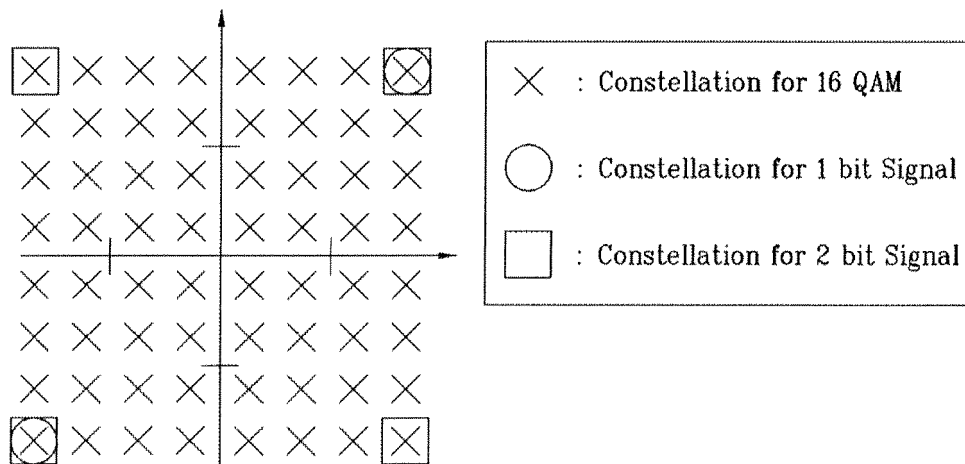 : Constellation for 16 QAM
: Constellation for 1 bit Signal
: Constellation for 2 bit Signal